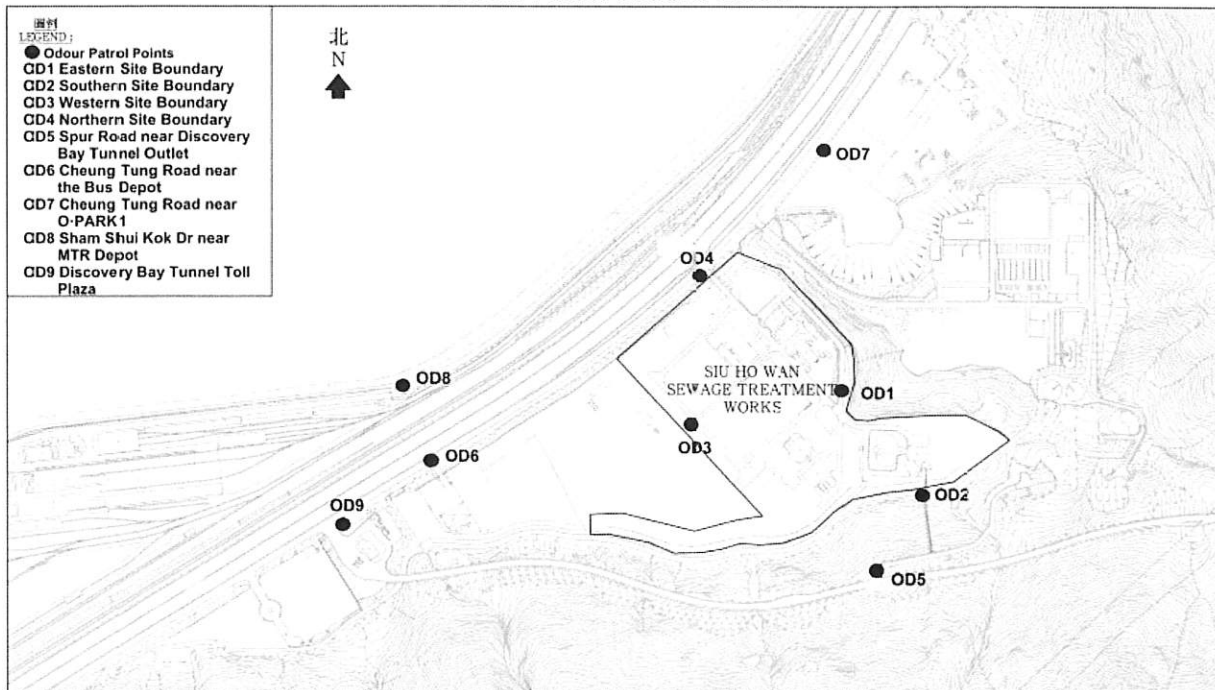 圖例
LEGEND :
Odour Patrol Points
OD1 Eastern Site Boundary
OD2 Southern Site Boundary
OD3 Western Site Boundary
OD4 Northern Site Boundary
OD5 Spur Road near Discovery
Bay Tunnel Outlet
OD6 Cheung Tung Road near
the Bus Depot
OD7 Cheung Tung Road near
O·PARK1
OD8 Sham Shui Kok Dr near
MTR Depot
OD9 Discovery Bay Tunnel Toll
Plaza
北
N
OD7
OD4
SIU HO WAN
SEWAGE TREATMENT
WORKS
OD8
OD1
OD3
OD6
OD2
OD9
OD5